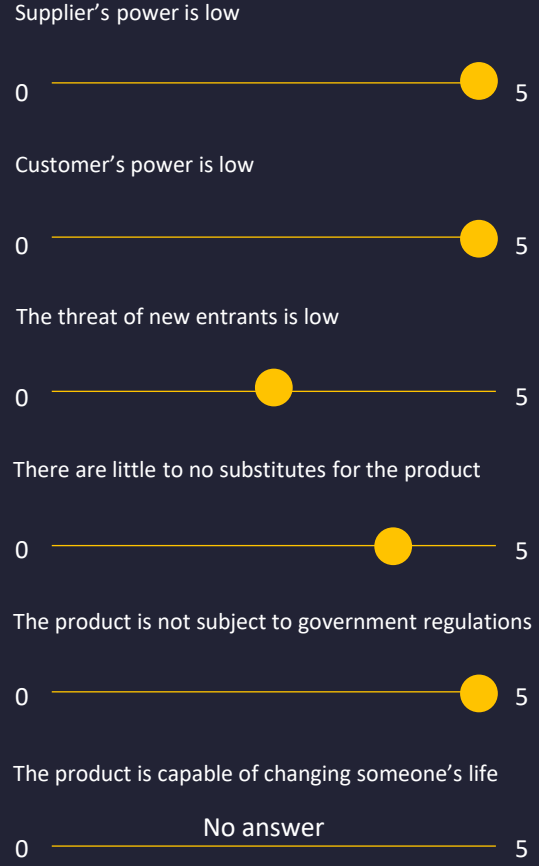 Supplier’s power is low
0 5
Customer’s power is low
0 5
The threat of new entrants is low
0 5
There are little to no substitutes for the product
0 5
The product is not subject to government regulations
0 5
The product is capable of changing someone’s life
No answer
0 5